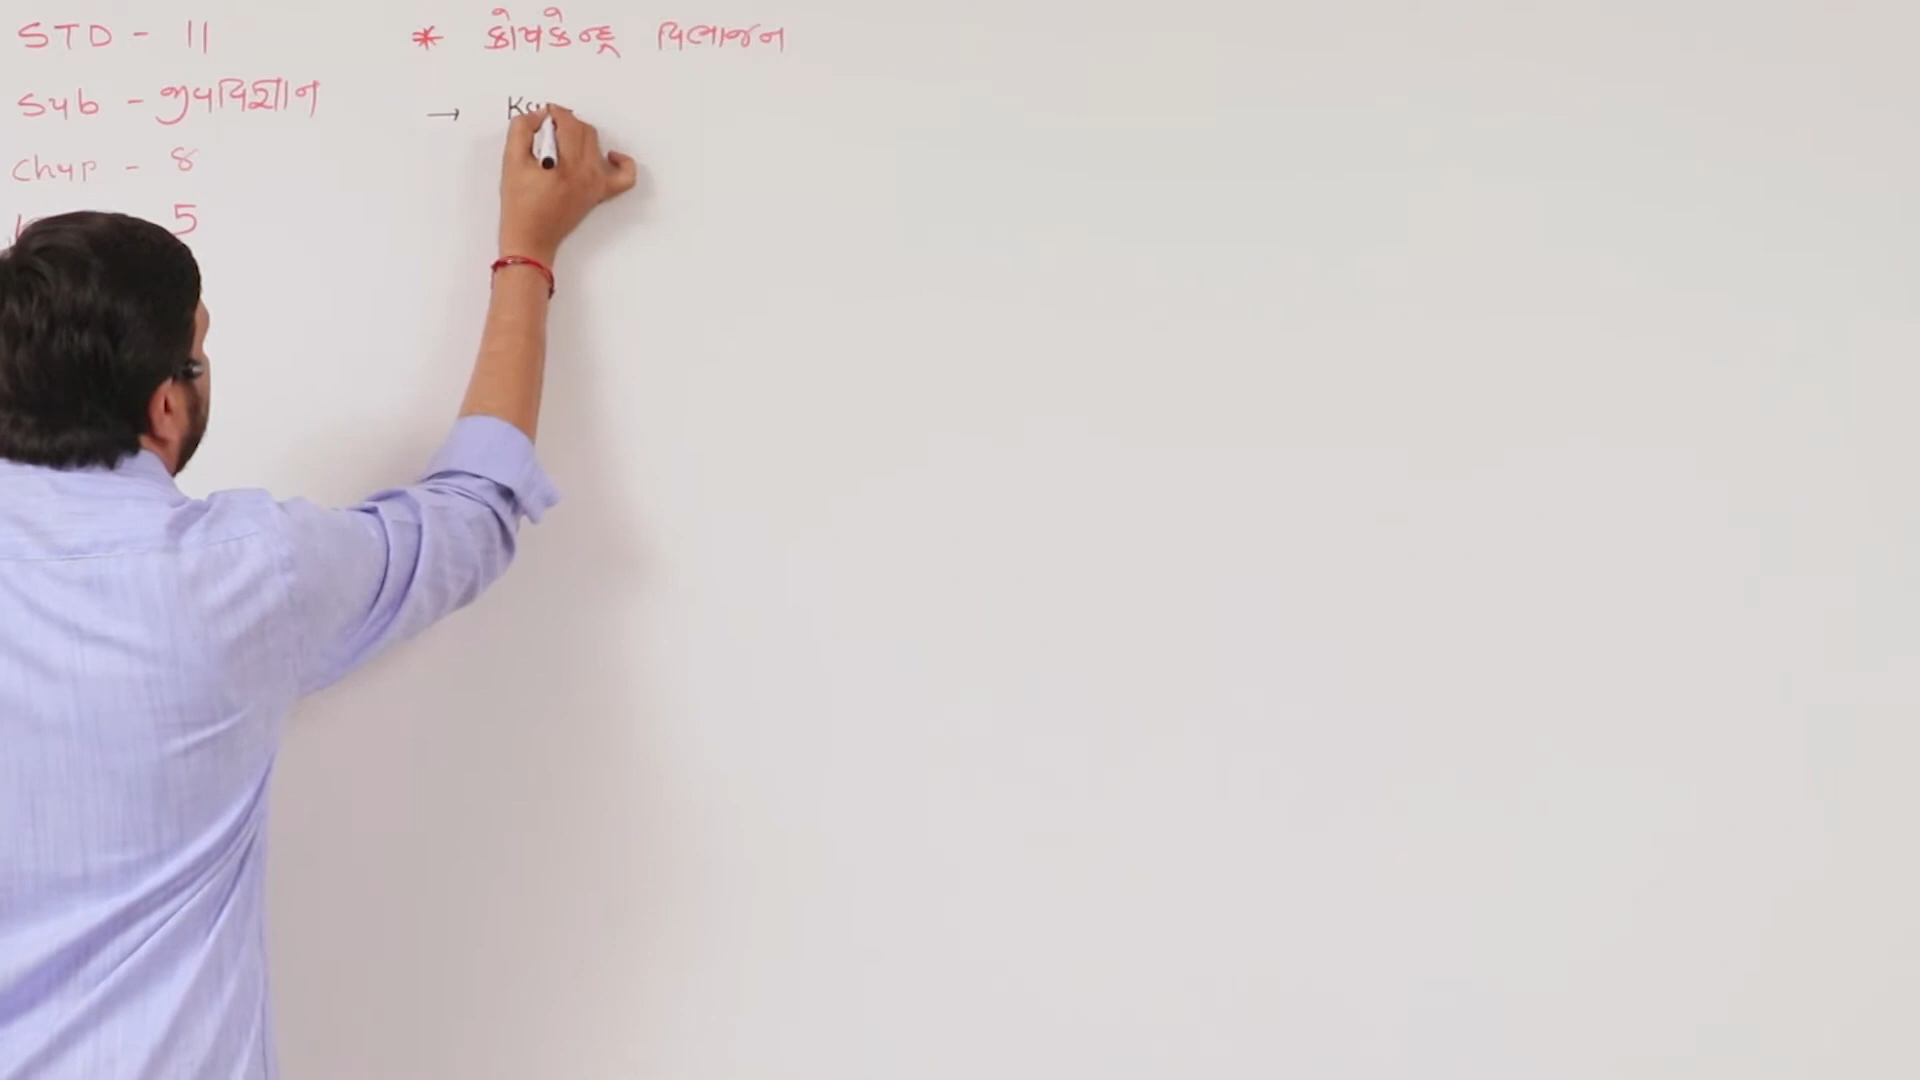 STD - 11
Sub - જીવવિજ્ઞાન
Chap - 8
5
* કોષકેન્દ્ર વિભાજન
→